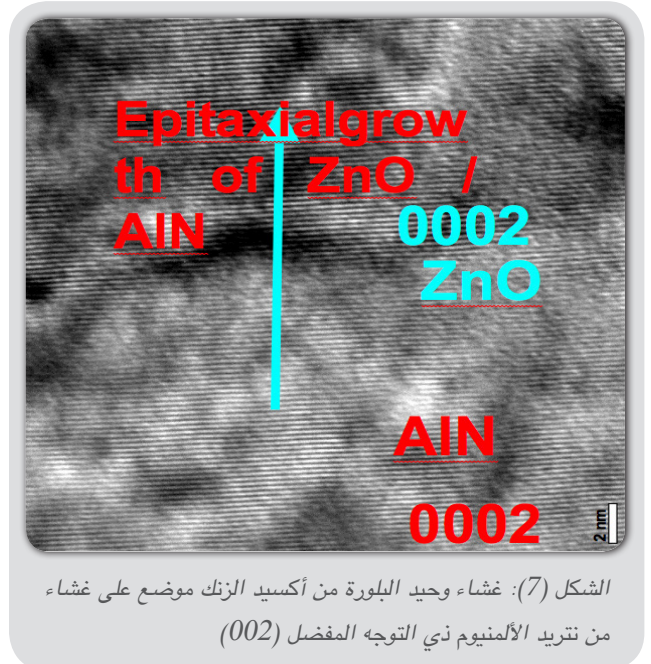 Epitaxialgrow
th of ZnO /
AlN
0002
ZnO
AlN
0002
2 nm
الشكل (7): غشاء وحيد البلورة من أكسيد الزنك موضع على غشاء
من نتريد الألمنيوم ذي التوجه المفضل (002)